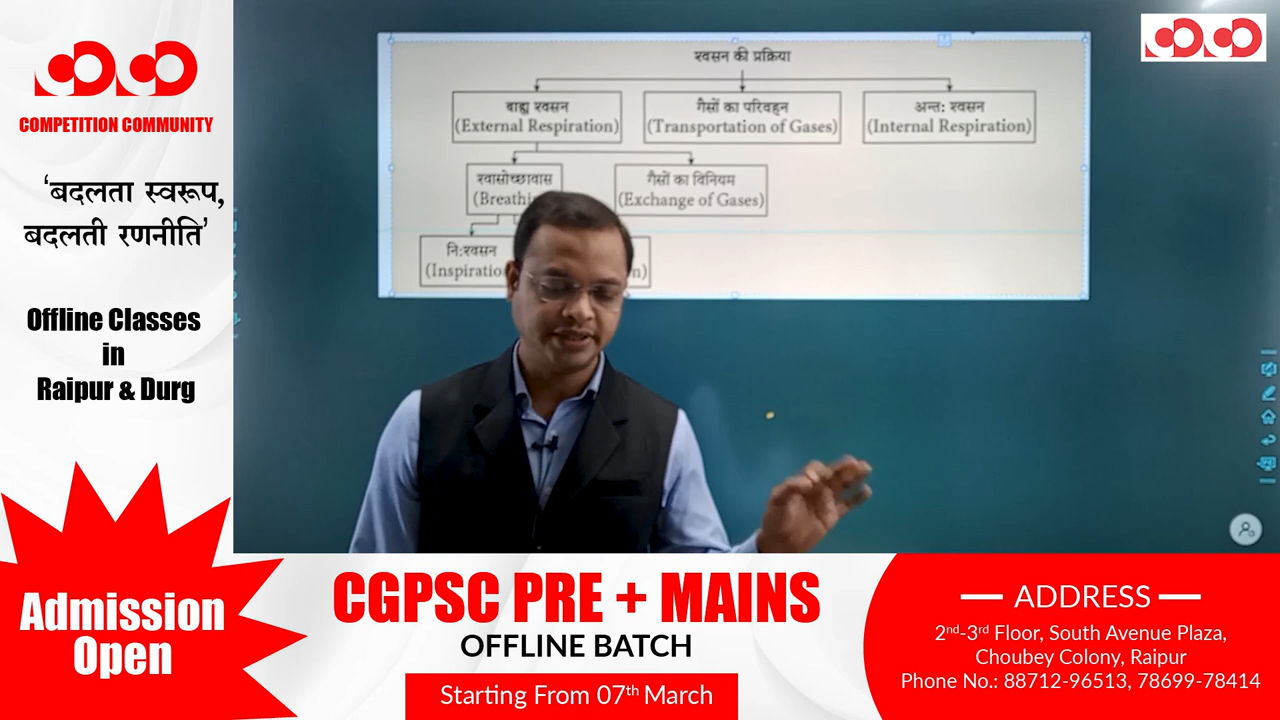 COMPETITION COMMUNITY
‘बदलता स्वरूप,
बदलती रणनीति’
Offline Classes
in
Raipur & Durg
Admission
Open
श्वसन की प्रक्रिया
बाह्य श्वसन
(External Respiration)
गैसों का परिवहन
(Transportation of Gases)
अन्त: श्वसन
(Internal Respiration)
श्वासोच्छावास
गैसों का विनियम
(Exchange of Gases)
नि:श्वसन
CGPSC PRE + MAINS
OFFLINE BATCH
Starting From 07th March
ADDRESS
2nd-3rd Floor, South Avenue Plaza,
Choubey Colony, Raipur
Phone No.: 88712-96513, 78699-78414